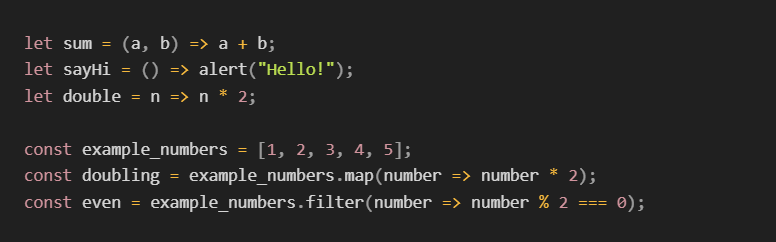 let sum = (a, b) => a + b;
let sayHi = () => alert("Hello!");
let double = n => n * 2;
const example_numbers = [1, 2, 3, 4, 5];
const doubling = example_numbers.map(number => number * 2);
const even = example_numbers.filter(number => number % 2 === 0);